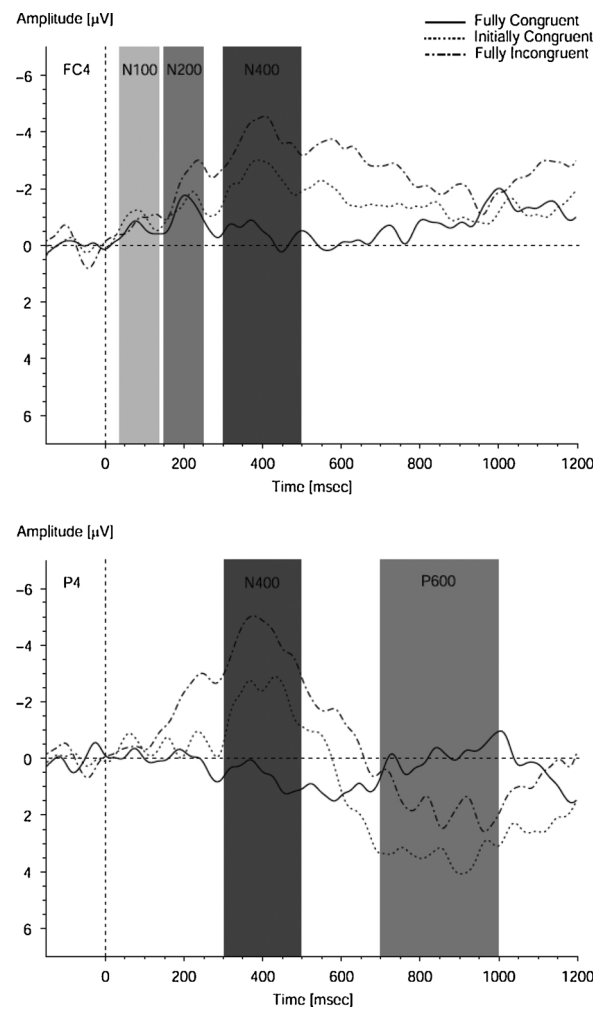 Amplitude [μV]
Fully Congruent
Initially Congruent
Fully Incongruent
FC4
N100
N200
N400
−6
−4
−2
0
2
4
6
0
200
400
600
800
1000
1200
Time [msec]
Amplitude [μV]
P4
N400
P600
−6
−4
−2
0
2
4
6
0
200
400
600
800
1000
1200
Time [msec]